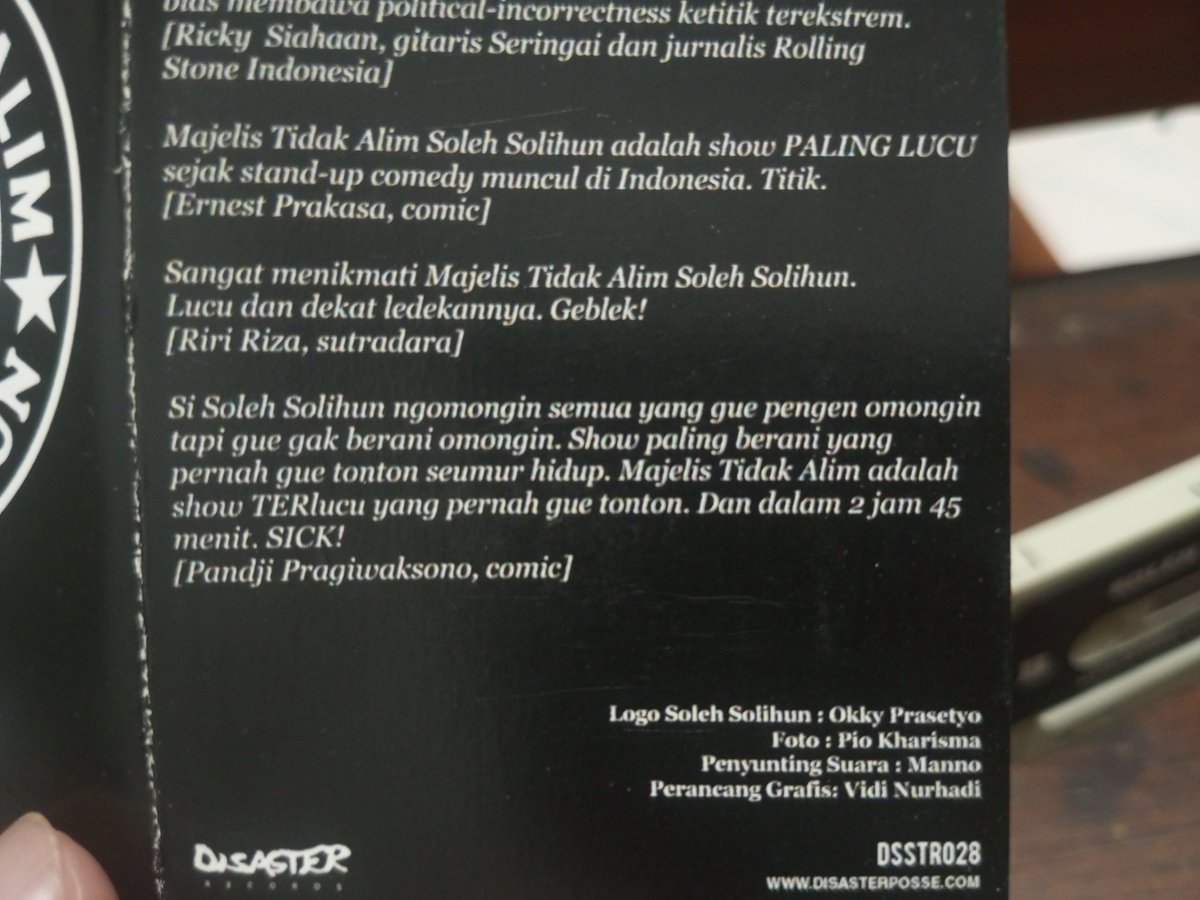 bias membawa political-incorrectness ketitik terekstrem.
[Ricky Siahaan, gitaris Seringai dan jurnalis Rolling
Stone Indonesia]
Majelis Tidak Alim Soleh Solihun adalah show PALING LUCU
sejak stand-up comedy muncul di Indonesia. Titik.
[Ernest Prakasa, comic]
Sangat menikmati Majelis Tidak Alim Soleh Solihun.
Lucu dan dekat ledekannya. Geblek!
[Riri Riza, sutradara]
Si Soleh Solihun ngomongin semua yang gue pengen omongin
tapi gue gak berani omongin. Show paling berani yang
pernah gue tonton seumur hidup. Majelis Tidak Alim adalah
show TERlucu yang pernah gue tonton. Dan dalam 2 jam 45
menit. SICK!
[Pandji Pragiwaksono, comic]
Logo Soleh Solihun : Okky Prasetyo
Foto : Pio Kharisma
Penyunting Suara : Manno
Perancang Grafis: Vidi Nurhadi
DISASTER
RECORDS
DSSTR028
WWW.DISASTERPOSSE.COM
ALIM ★ NO